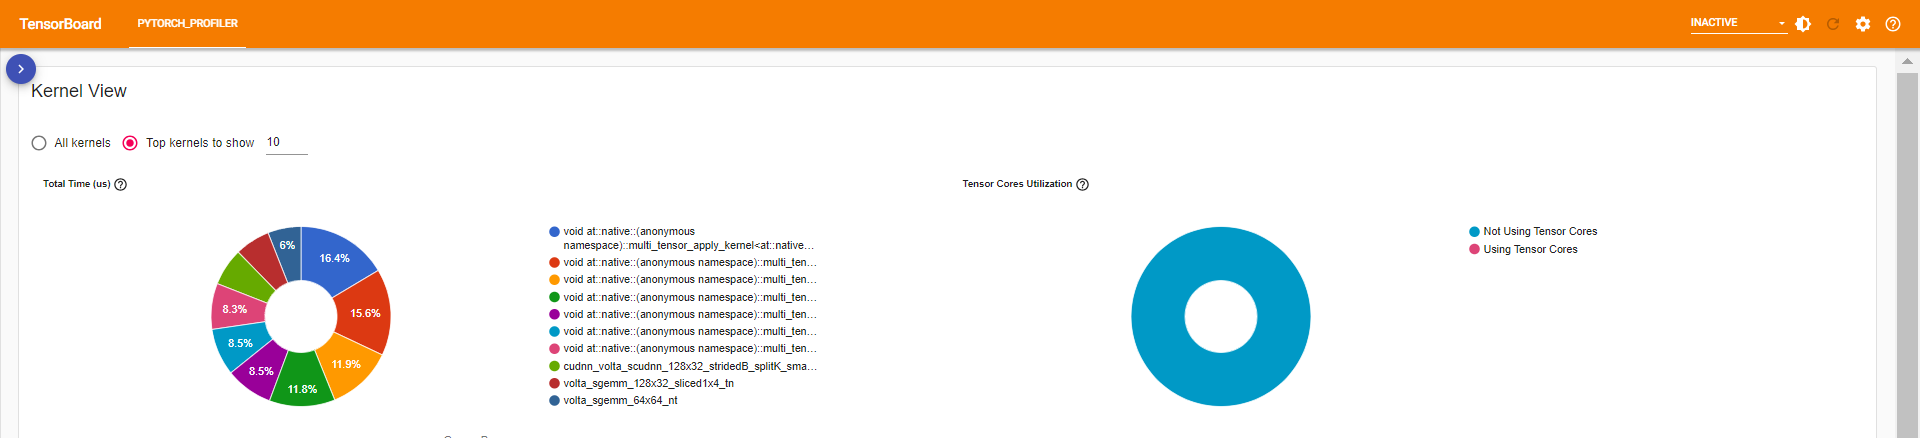 TensorBoard
PYTORCH_PROFILER
INACTIVE
Kernel View
All kernels
Top kernels to show
10
Total Time (us)
Tensor Cores Utilization
6%
16.4%
15.6%
11.9%
11.8%
8.5%
8.5%
8.3%
void at::native::(anonymous
namespace)::multi_tensor_apply_kernel<at::native...
void at::native::(anonymous namespace)::multi_ten...
void at::native::(anonymous namespace)::multi_ten...
void at::native::(anonymous namespace)::multi_ten...
void at::native::(anonymous namespace)::multi_ten...
void at::native::(anonymous namespace)::multi_ten...
void at::native::(anonymous namespace)::multi_ten...
cudnn_volta_scudnn_128x32_stridedB_splitK_sma...
volta_sgemm_128x32_sliced1x4_tn
volta_sgemm_64x64_nt
Not Using Tensor Cores
Using Tensor Cores